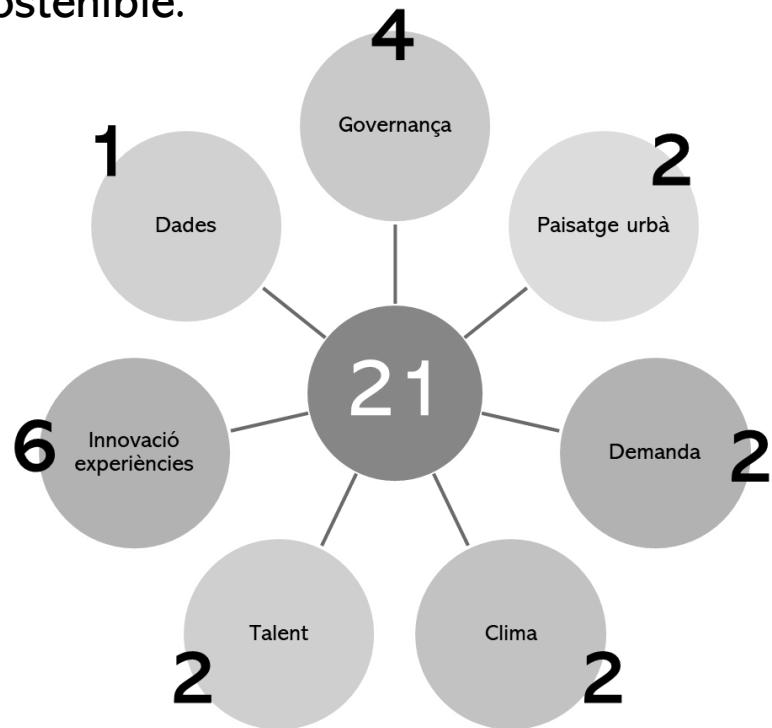 ostenible.
4
Governança
1
Dades
2
Paisatge urbà
21
6
Innovació
experiències
Demanda
2
Talent
2
Clima
2